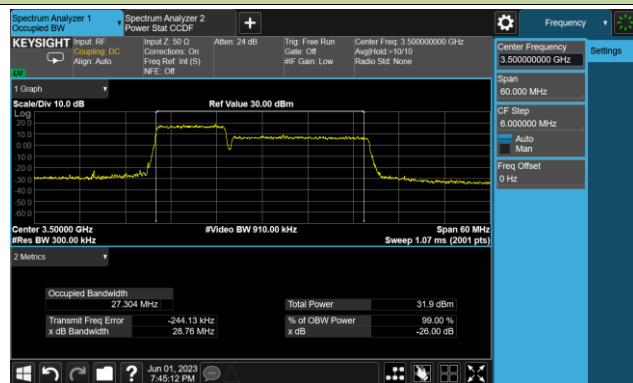 Spectrum Analyzer 1
Occupied BW
Spectrum Analyzer 2
Power Stat CCDF
Frequency
KEYSIGHT
Input: RF
Coupling: DC
Align: Auto
Input Z: 50 Ω
Corrections: On
Freq Ref: Int (S)
NFE: Off
Atten: 24 dB
Trig: Free Run
Gate: Off
#IF Gain: Low
Center Freq: 3.500000000 GHz
Avg|Hold:>10/10
Radio Std: None
LXI
1 Graph
Scale/Div 10.0 dB
Ref Value 30.00 dBm
Log
20.0
10.0
0.00
-10.0
-20.0
-30.0
-40.0
-50.0
-60.0
Center 3.50000 GHz
#Video BW 910.00 kHz
Span 60 MHz
#Res BW 300.00 kHz
Sweep 1.07 ms (2001 pts)
2 Metrics
Occupied Bandwidth
27.304 MHz
Transmit Freq Error -244.13 kHz
x dB Bandwidth 28.76 MHz
Total Power 31.9 dBm
% of OBW Power 99.00 %
x dB -26.00 dB
Jun 01, 2023
7:45:12 PM
Center Frequency
3.500000000 GHz
Span
60.000 MHz
CF Step
6.000000 MHz
Auto
Man
Freq Offset
0 Hz
Settings